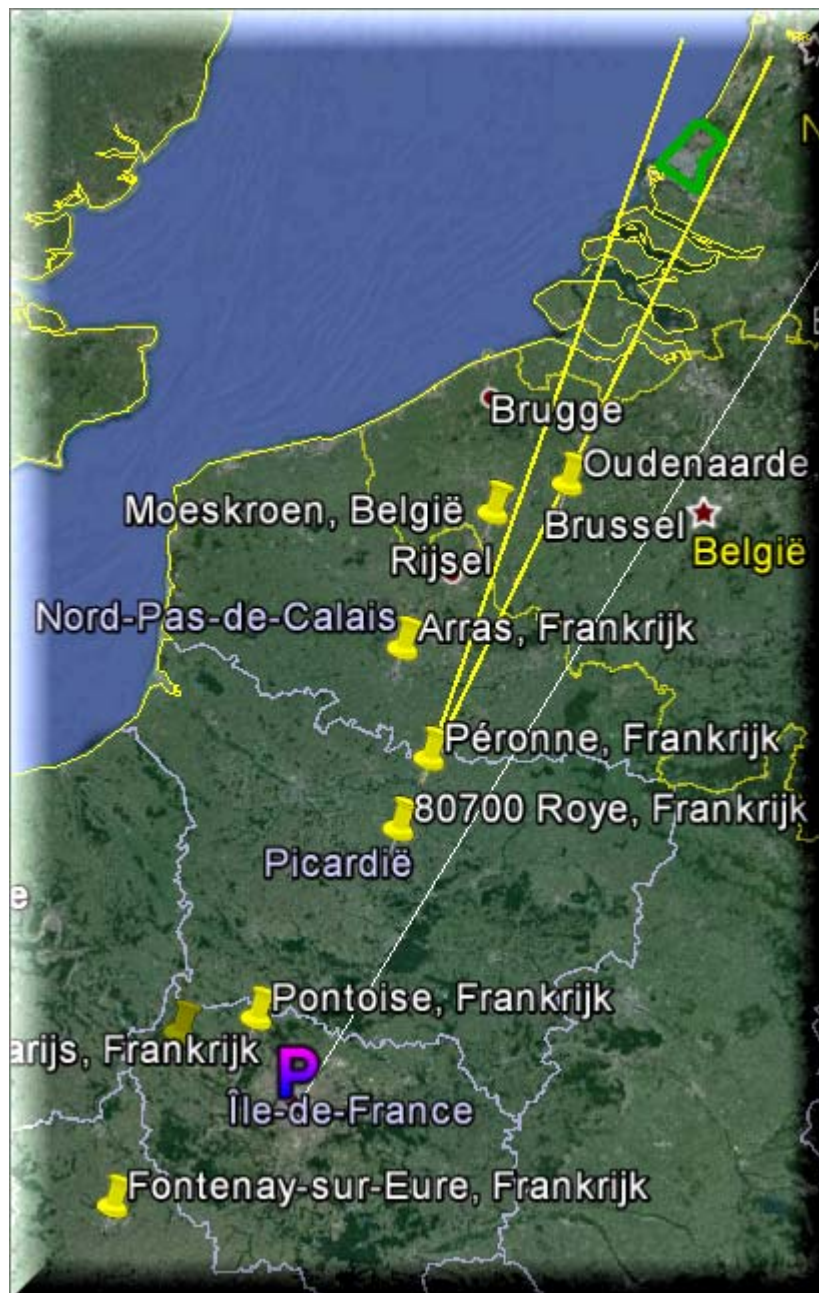 N
Brugge
Oudenaarde
Moeskroen, België
Brussel
België
Rijsel
Nord-Pas-de-Calais
Arras, Frankrijk
Péronne, Frankrijk
80700 Roye, Frankrijk
Picardië
e
Pontoise, Frankrijk
arijs, Frankrijk
P
Île-de-France
Fontenay-sur-Eure, Frankrijk